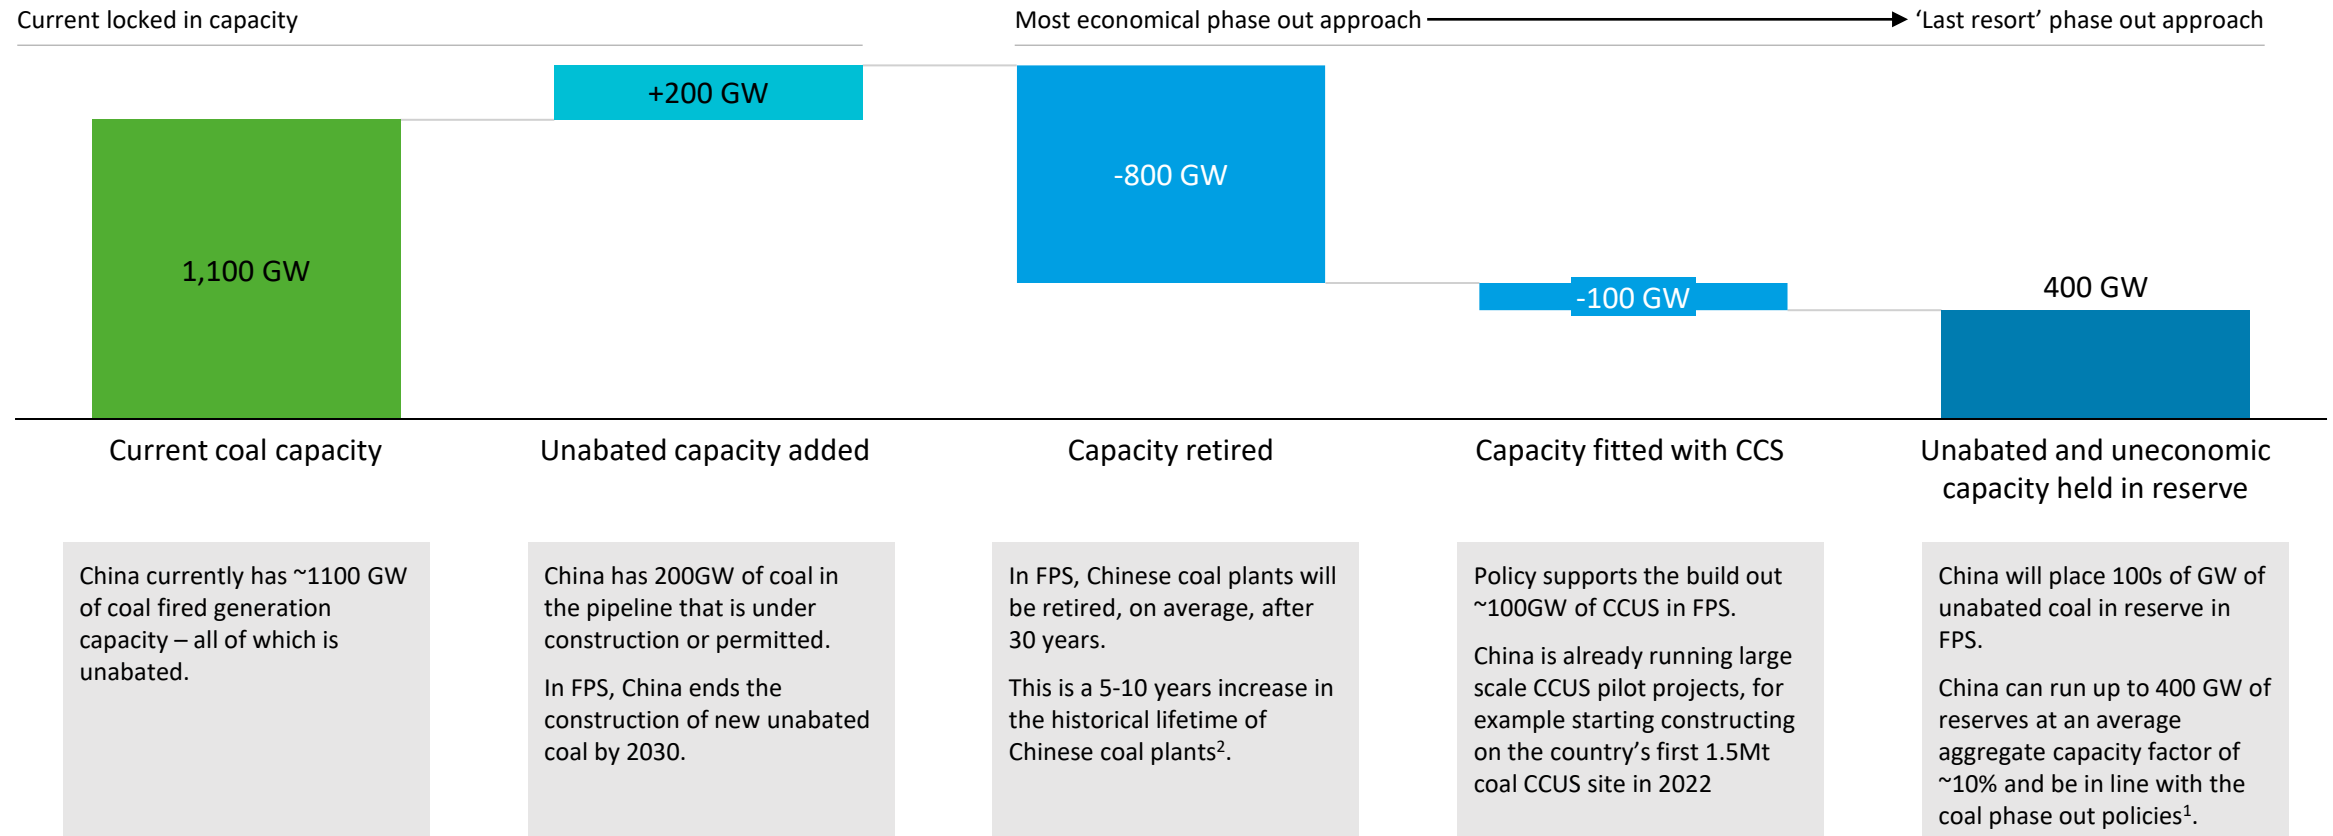 Current locked in capacity
Most economical phase out approach
‘Last resort’ phase out approach
+200 GW
-800 GW
1,100 GW
-100 GW
400 GW
Current coal capacity
Unabated capacity added
Capacity retired
Capacity fitted with CCS
Unabated and uneconomic
capacity held in reserve
China currently has ~1100 GW
of coal fired generation
capacity – all of which is
unabated.
China has 200GW of coal in
the pipeline that is under
construction or permitted.
In FPS, China ends the
construction of new unabated
coal by 2030.
In FPS, Chinese coal plants will
be retired, on average, after
30 years.
This is a 5-10 years increase in
the historical lifetime of
Chinese coal plants².
Policy supports the build out
~100GW of CCUS in FPS.
China is already running large
scale CCUS pilot projects, for
example starting constructing
on the country’s first 1.5Mt
coal CCUS site in 2022
China will place 100s of GW of
unabated coal in reserve in
FPS.
China can run up to 400 GW of
reserves at an average
aggregate capacity factor of
~10% and be in line with the
coal phase out policies¹.